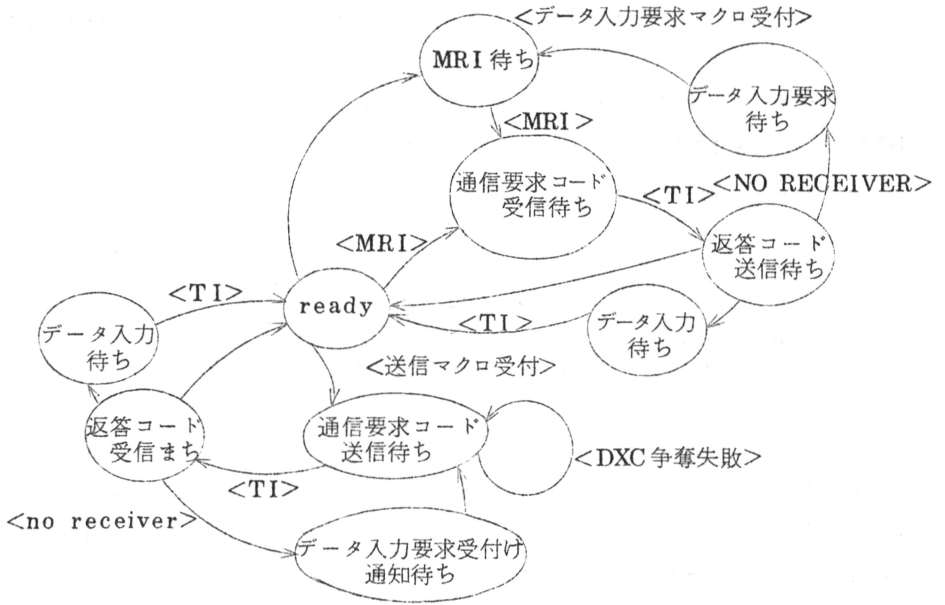 <データ入力要求マクロ受付>
MRI 待ち
データ入力要求
待ち
<MRI>
通信要求コード
受信待ち
<TI>
<NO RECEIVER>
<MRI>
返答コード
送信待ち
<TI>
ready
データ入力
待ち
<TI>
データ入力
待ち
<送信マクロ受付>
返答コード
受信まち
通信要求コード
送信待ち
<DXC 争奪失敗>
<TI>
<no receiver>
データ入力要求受付け
通知待ち